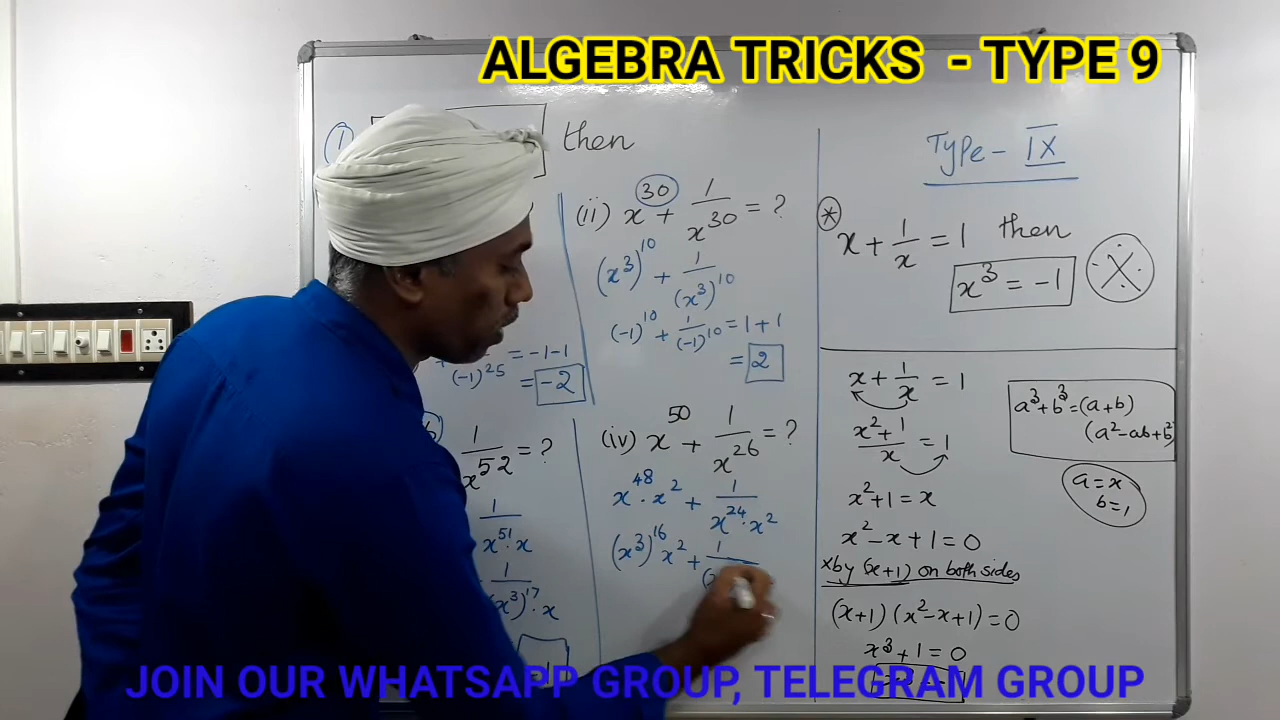 ALGEBRA TRICKS - TYPE 9
① then
(ii) x^30 + 1/x^30 = ?
(x^3)^10 + 1/(x^3)^10
(-1)^10 + 1/(-1)^10 = 1+1
= 2
+ (-1)^25 = -1-1
= -2
1/x^52 = ?
1/x^51·x
1/(x^3)^17·x
(iv) x^50 + 1/x^26 = ?
x^48·x^2 + 1/x^24·x^2
(x^3)^16 x^2 + 1/
Type - IX
* x + 1/x = 1 then
x^3 = -1
x + 1/x = 1
x^2+1/x = 1
x^2+1 = x
x^2-x+1=0
×by (x+1) on both sides
(x+1)(x^2-x+1)=0
x^3+1=0
a^3+b^3=(a+b)
(a^2-ab+b^2
a=x
b=1
JOIN OUR WHATSAPP GROUP, TELEGRAM GROUP